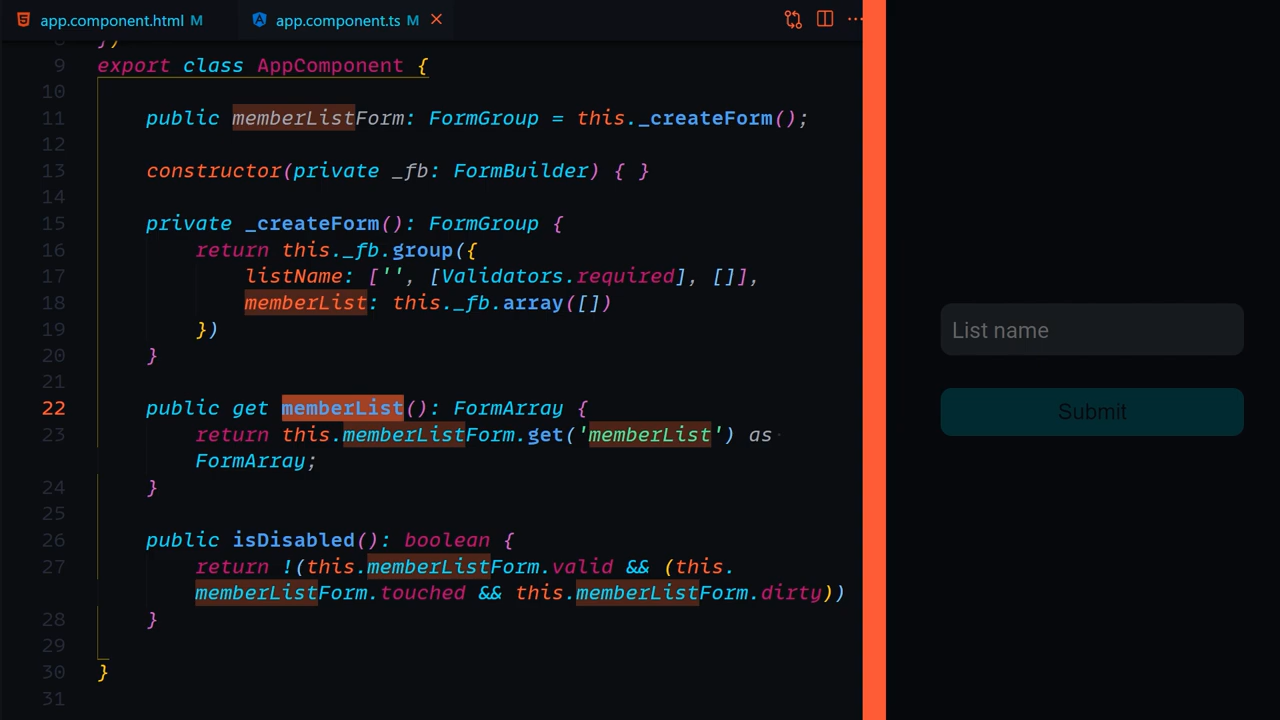 app.component.html M
app.component.ts M
8 })
9 export class AppComponent {
10
11 public memberListForm: FormGroup = this._createForm();
12
13 constructor(private _fb: FormBuilder) { }
14
15 private _createForm(): FormGroup {
16 return this._fb.group({
17 listName: ['', [Validators.required], []],
18 memberList: this._fb.array([])
19 })
20 }
21
22 public get memberList(): FormArray {
23 return this.memberListForm.get('memberList') as
FormArray;
24 }
25
26 public isDisabled(): boolean {
27 return !(this.memberListForm.valid && (this.
memberListForm.touched && this.memberListForm.dirty))
28 }
29
30 }
31
List name
Submit